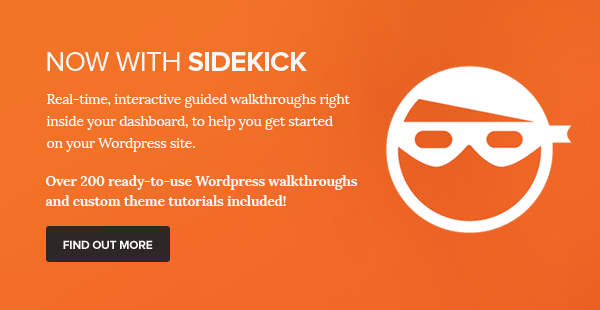 NOW WITH SIDEKICK
Real-time, interactive guided walkthroughs right
inside your dashboard, to help you get started
on your Wordpress site.
Over 200 ready-to-use Wordpress walkthroughs
and custom theme tutorials included!
FIND OUT MORE